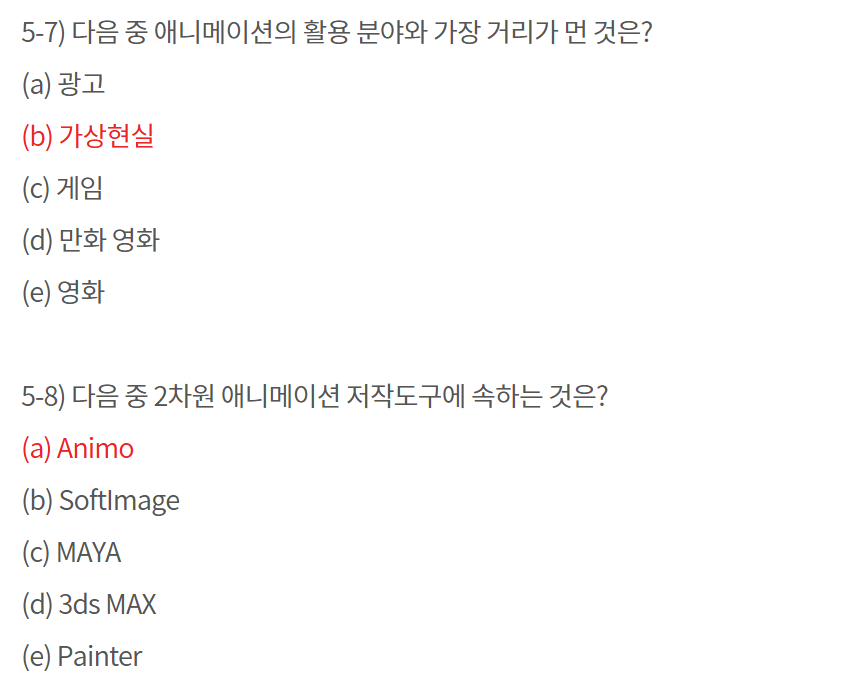 5-7) 다음 중 애니메이션의 활용 분야와 가장 거리가 먼 것은?
(a) 광고
(b) 가상현실
(c) 게임
(d) 만화 영화
(e) 영화
5-8) 다음 중 2차원 애니메이션 저작도구에 속하는 것은?
(a) Animo
(b) SoftImage
(c) MAYA
(d) 3ds MAX
(e) Painter